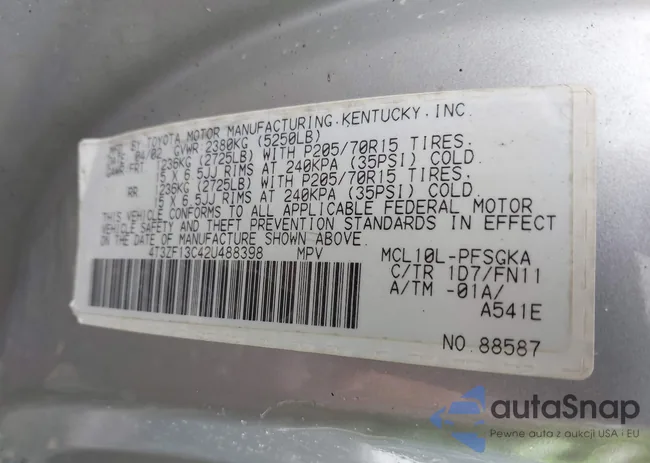 MFD BY TOYOTA MOTOR MANUFACTURING, KENTUCKY, INC.
DATE 04/02 GVWR 2380KG (5250LB)
GAWR FR 1236KG (2725LB) WITH P205/70R15 TIRES,
15 X 6.5JJ RIMS AT 240KPA (35PSI) COLD.
RR 1236KG (2725LB) WITH P205/70R15 TIRES,
15 X 6.5JJ RIMS AT 240KPA (35PSI) COLD.
THIS VEHICLE CONFORMS TO ALL APPLICABLE FEDERAL MOTOR
VEHICLE SAFETY AND THEFT PREVENTION STANDARDS IN EFFECT
ON THE DATE OF MANUFACTURE SHOWN ABOVE.
4T3ZF13C42U488398 MPV
MCL10L-PFSGKA
C/TR 1D7/FN11
A/TM -01A/
A541E
NO.88587
autaSnap
Pewne auta z aukcji USA · EU